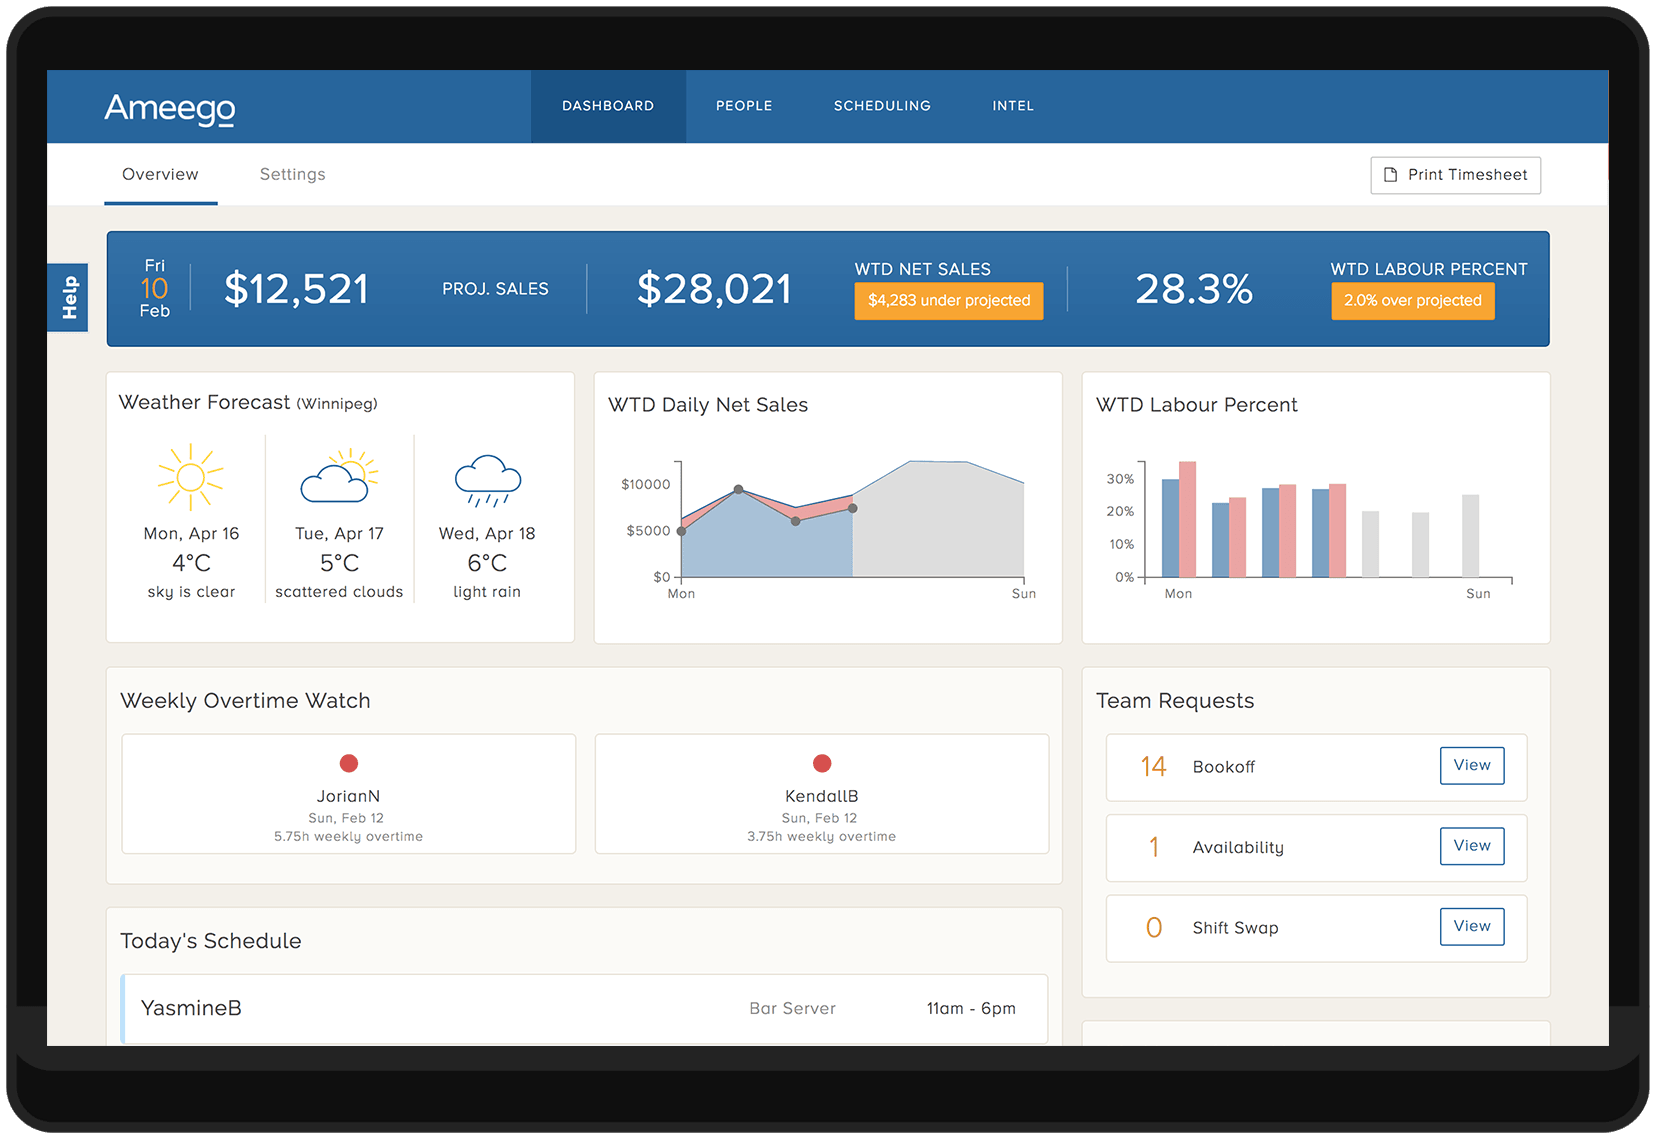 Ameego
DASHBOARD
PEOPLE
SCHEDULING
INTEL
Overview
Settings
Print Timesheet
Help
Fri
10
Feb
$12,521
PROJ. SALES
$28,021
WTD NET SALES
$4,283 under projected
28.3%
WTD LABOUR PERCENT
2.0% over projected
Weather Forecast (Winnipeg)
Mon, Apr 16
4°C
sky is clear
Tue, Apr 17
5°C
scattered clouds
Wed, Apr 18
6°C
light rain
WTD Daily Net Sales
$10000
$5000
$0
Mon
Sun
WTD Labour Percent
30%
20%
10%
0%
Mon
Sun
Weekly Overtime Watch
JorianN
Sun, Feb 12
5.75h weekly overtime
KendallB
Sun, Feb 12
3.75h weekly overtime
Team Requests
14 Bookoff View
1 Availability View
0 Shift Swap View
Today's Schedule
YasmineB Bar Server 11am - 6pm